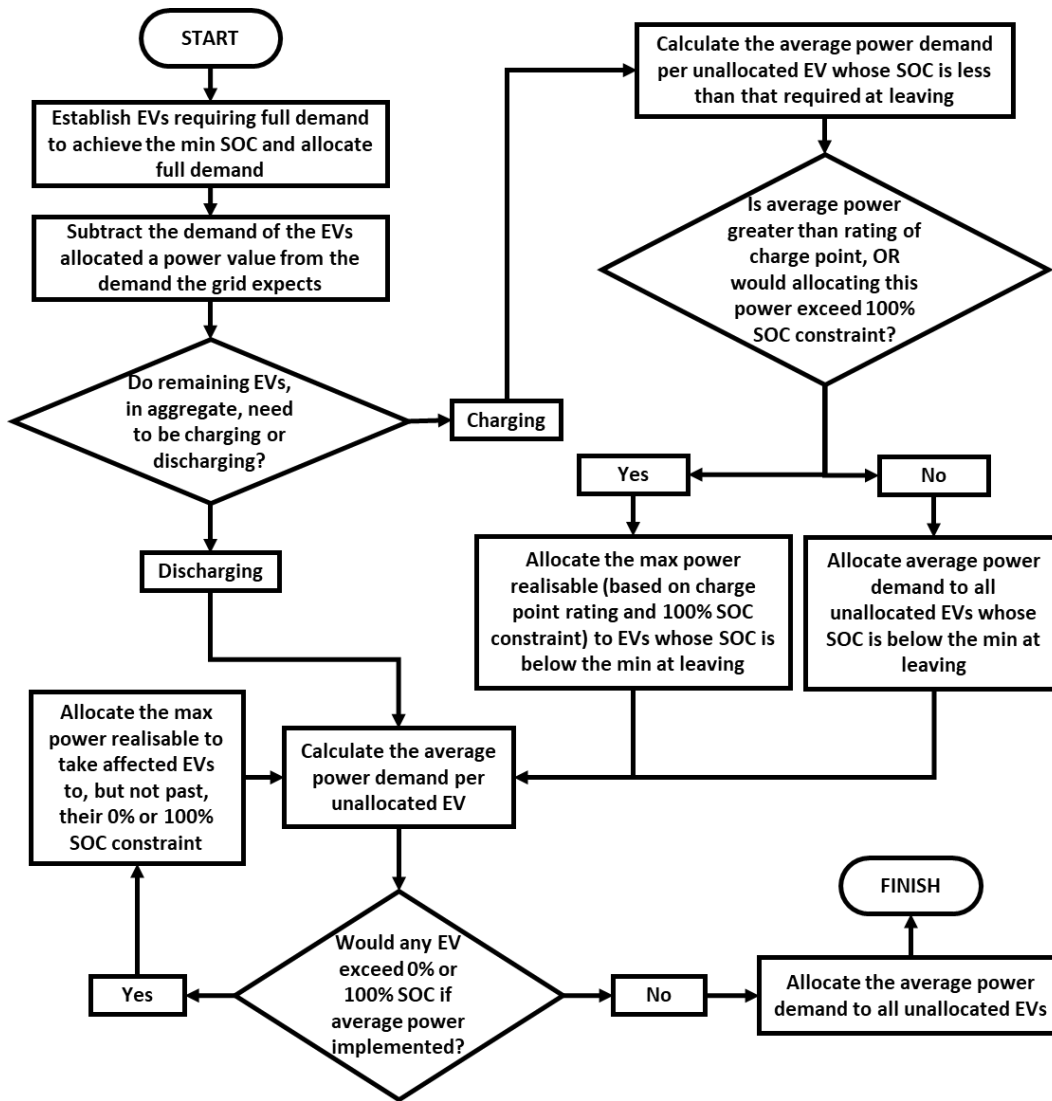 START
Establish EVs requiring full demand
to achieve the min SOC and allocate
full demand
Subtract the demand of the EVs
allocated a power value from the
demand the grid expects
Do remaining EVs,
in aggregate, need
to be charging or
discharging?
Charging
Discharging
Calculate the average power demand
per unallocated EV whose SOC is less
than that required at leaving
Is average power
greater than rating of
charge point, OR
would allocating this
power exceed 100%
SOC constraint?
Yes
No
Allocate the max power
realisable (based on charge
point rating and 100% SOC
constraint) to EVs whose SOC is
below the min at leaving
Allocate average power
demand to all
unallocated EVs whose
SOC is below the min at
leaving
Allocate the max
power realisable to
take affected EVs
to, but not past,
their 0% or 100%
SOC constraint
Calculate the average
power demand per
unallocated EV
Would any EV
exceed 0% or
100% SOC if
average power
implemented?
Yes
No
Allocate the average power
demand to all unallocated EVs
FINISH